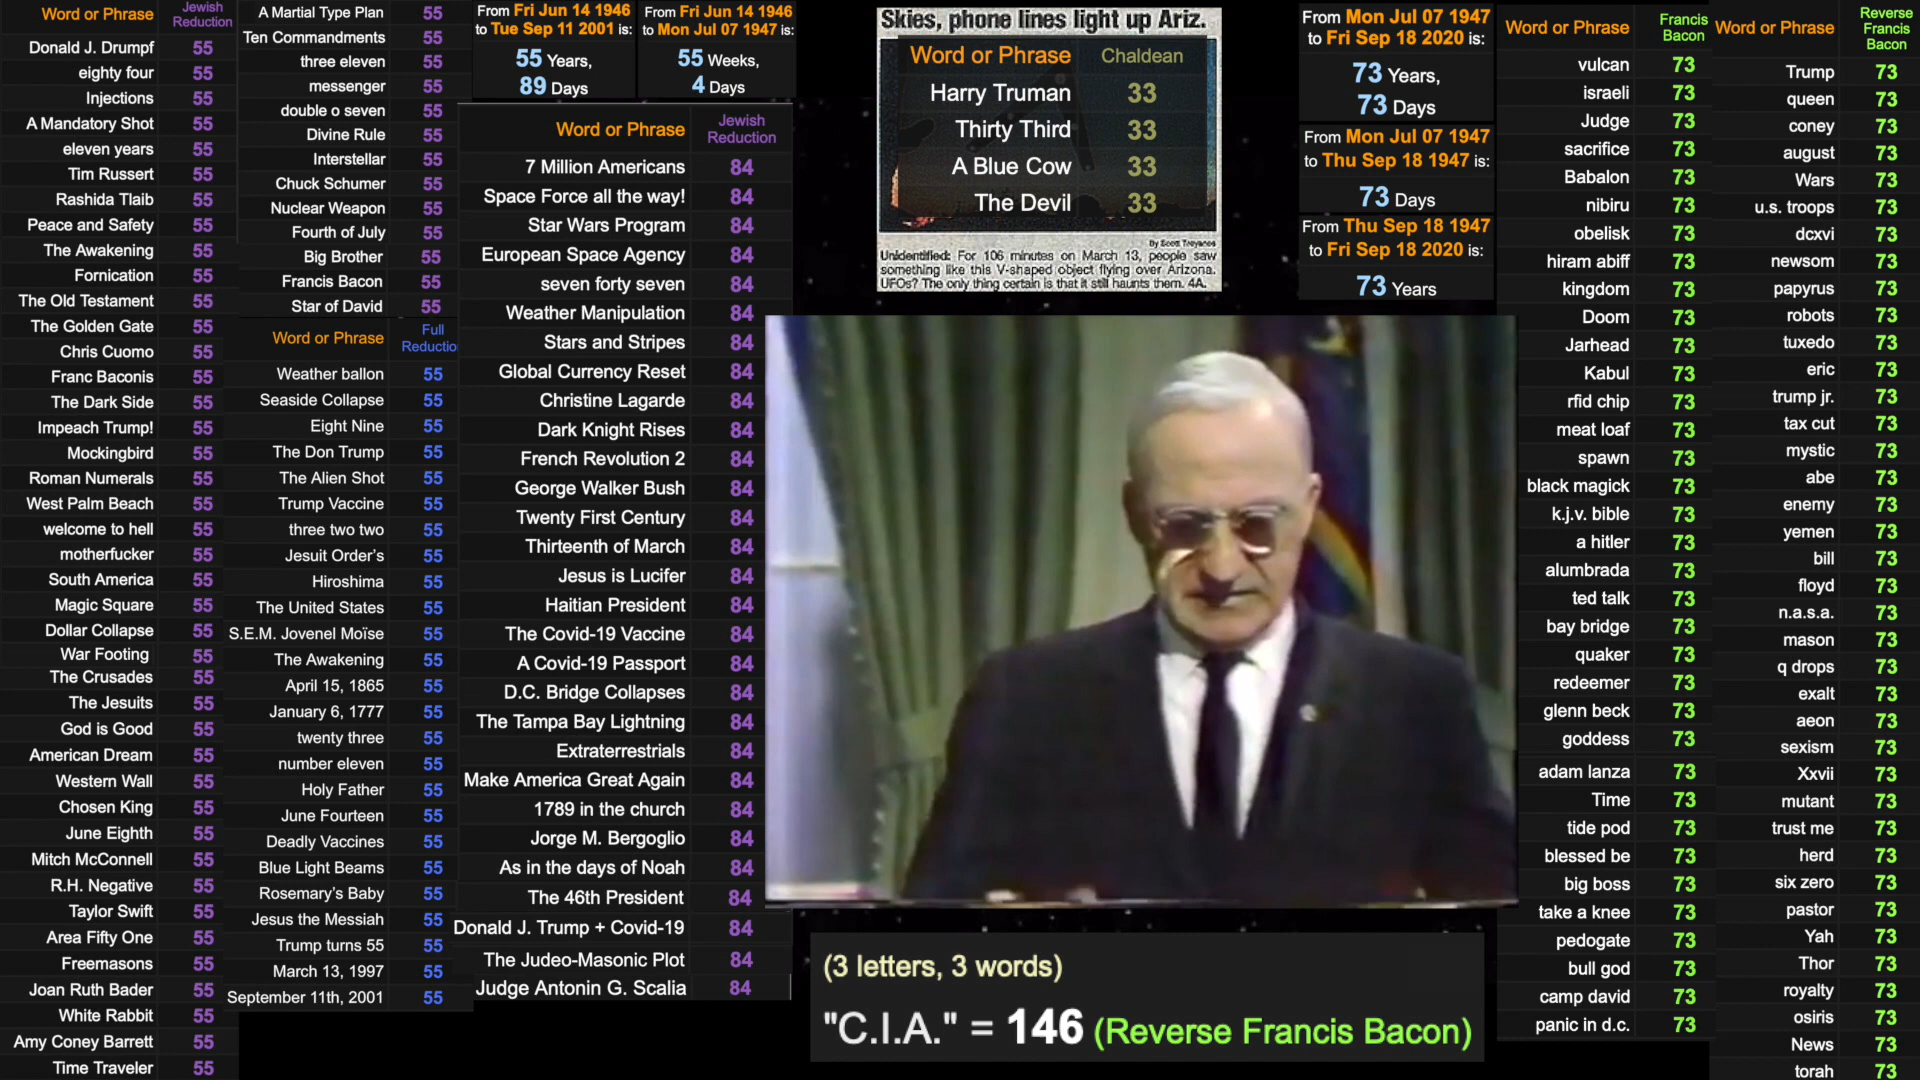 Word or Phrase Jewish Reduction
Donald J. Drumpf 55
eighty four 55
Injections 55
A Mandatory Shot 55
eleven years 55
Tim Russert 55
Rashida Tlaib 55
Peace and Safety 55
The Awakening 55
Fornication 55
The Old Testament 55
The Golden Gate 55
Chris Cuomo 55
Franc Baconis 55
The Dark Side 55
Impeach Trump! 55
Mockingbird 55
Roman Numerals 55
West Palm Beach 55
welcome to hell 55
motherfucker 55
South America 55
Magic Square 55
Dollar Collapse 55
War Footing 55
The Crusades 55
The Jesuits 55
God is Good 55
American Dream 55
Western Wall 55
Chosen King 55
June Eighth 55
Mitch McConnell 55
R.H. Negative 55
Taylor Swift 55
Area Fifty One 55
Freemasons 55
Joan Ruth Bader 55
White Rabbit 55
Amy Coney Barrett 55
Time Traveler 55
A Martial Type Plan 55
Ten Commandments 55
three eleven 55
messenger 55
double o seven 55
Divine Rule 55
Interstellar 55
Chuck Schumer 55
Nuclear Weapon 55
Fourth of July 55
Big Brother 55
Francis Bacon 55
Star of David 55
Word or Phrase Full Reductio
Weather ballon 55
Seaside Collapse 55
Eight Nine 55
The Don Trump 55
The Alien Shot 55
Trump Vaccine 55
three two two 55
Jesuit Order's 55
Hiroshima 55
The United States 55
S.E.M. Jovenel Moïse 55
The Awakening 55
April 15, 1865 55
January 6, 1777 55
twenty three 55
number eleven 55
Holy Father 55
June Fourteen 55
Deadly Vaccines 55
Blue Light Beams 55
Rosemary's Baby 55
Jesus the Messiah 55
Trump turns 55 55
March 13, 1997 55
September 11th, 2001 55
From Fri Jun 14 1946
to Tue Sep 11 2001 is:
55 Years,
89 Days
From Fri Jun 14 1946
to Mon Jul 07 1947 is:
55 Weeks,
4 Days
Word or Phrase Jewish Reduction
7 Million Americans 84
Space Force all the way! 84
Star Wars Program 84
European Space Agency 84
seven forty seven 84
Weather Manipulation 84
Stars and Stripes 84
Global Currency Reset 84
Christine Lagarde 84
Dark Knight Rises 84
French Revolution 2 84
George Walker Bush 84
Twenty First Century 84
Thirteenth of March 84
Jesus is Lucifer 84
Haitian President 84
The Covid-19 Vaccine 84
A Covid-19 Passport 84
D.C. Bridge Collapses 84
The Tampa Bay Lightning 84
Extraterrestrials 84
Make America Great Again 84
1789 in the church 84
Jorge M. Bergoglio 84
As in the days of Noah 84
The 46th President 84
Donald J. Trump + Covid-19 84
The Judeo-Masonic Plot 84
Judge Antonin G. Scalia 84
Skies, phone lines light up Ariz.
Word or Phrase Chaldean
Harry Truman 33
Thirty Third 33
A Blue Cow 33
The Devil 33
By Scott Troyanos
Unidentified: For 106 minutes on March 13, people saw
something like this V-shaped object flying over Arizona.
UFOs? The only thing certain is that it still haunts them. 4A.
(3 letters, 3 words)
"C.I.A." = 146 (Reverse Francis Bacon)
From Mon Jul 07 1947
to Fri Sep 18 2020 is:
73 Years,
73 Days
From Mon Jul 07 1947
to Thu Sep 18 1947 is:
73 Days
From Thu Sep 18 1947
to Fri Sep 18 2020 is:
73 Years
Word or Phrase Francis Bacon
vulcan 73
israeli 73
Judge 73
sacrifice 73
Babalon 73
nibiru 73
obelisk 73
hiram abiff 73
kingdom 73
Doom 73
Jarhead 73
Kabul 73
rfid chip 73
meat loaf 73
spawn 73
black magick 73
k.j.v. bible 73
a hitler 73
alumbrada 73
ted talk 73
bay bridge 73
quaker 73
redeemer 73
glenn beck 73
goddess 73
adam lanza 73
Time 73
tide pod 73
blessed be 73
big boss 73
take a knee 73
pedogate 73
bull god 73
camp david 73
panic in d.c. 73
Word or Phrase Reverse Francis Bacon
Trump 73
queen 73
coney 73
august 73
Wars 73
u.s. troops 73
dcxvi 73
newsom 73
papyrus 73
robots 73
tuxedo 73
eric 73
trump jr. 73
tax cut 73
mystic 73
abe 73
enemy 73
yemen 73
bill 73
floyd 73
n.a.s.a. 73
mason 73
q drops 73
exalt 73
aeon 73
sexism 73
Xxvii 73
mutant 73
trust me 73
herd 73
six zero 73
pastor 73
Yah 73
Thor 73
royalty 73
osiris 73
News 73
torah 73